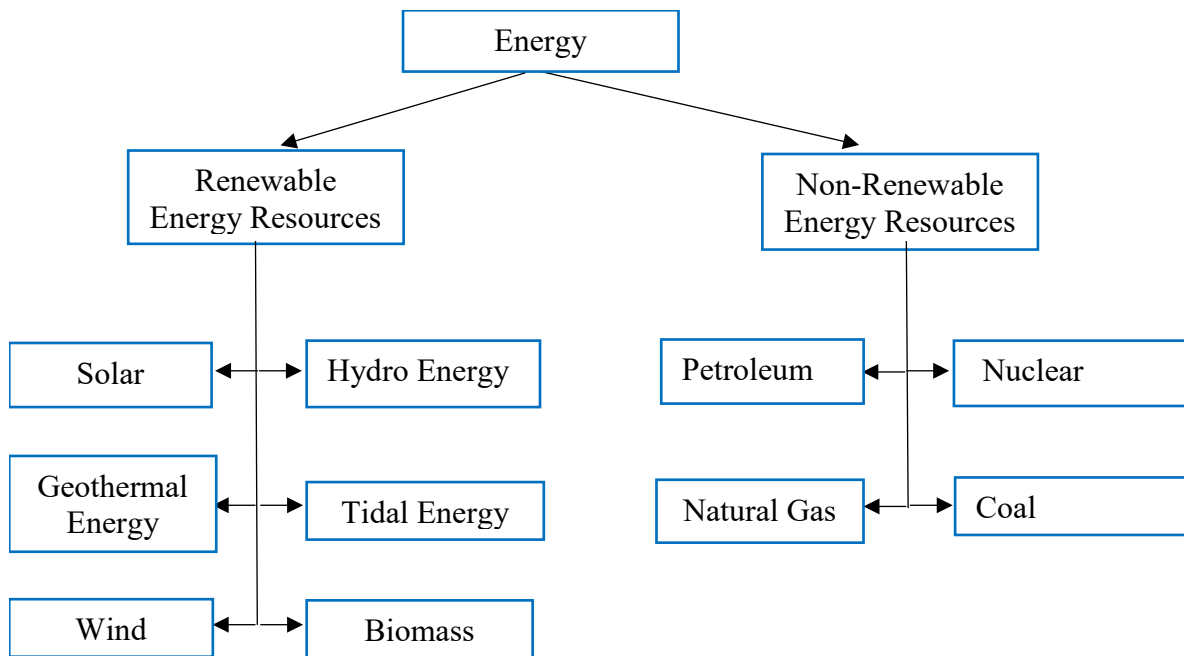 Energy
Renewable
Energy Resources
Non-Renewable
Energy Resources
Solar
Hydro Energy
Petroleum
Nuclear
Geothermal
Energy
Tidal Energy
Natural Gas
Coal
Wind
Biomass